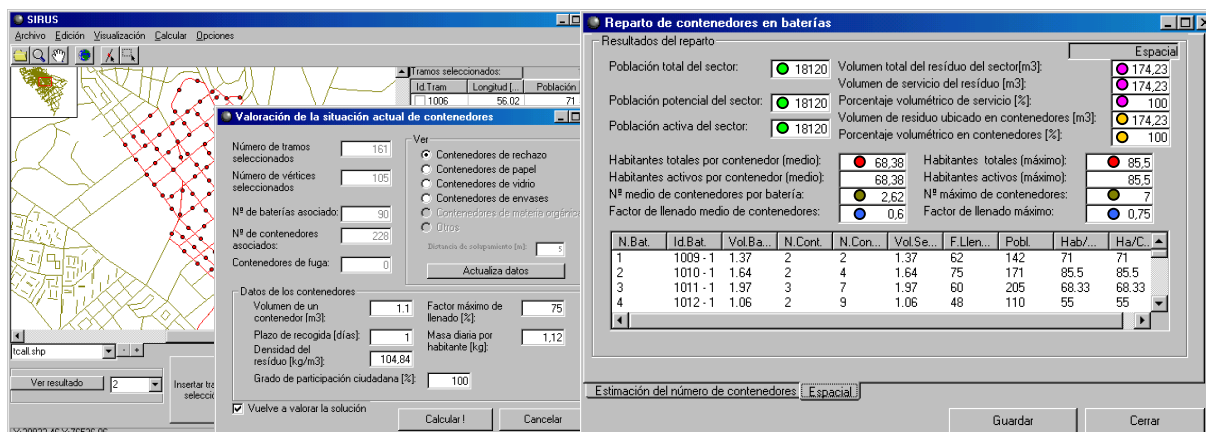 SIRUS
Archivo Edición Visualización Calcular Opciones
Tramos seleccionados:
Id.Tram Longitud [... Población
1006 56.02 71
tcall.shp - +
Ver resultado 2
Insertar tra
selecci
Valoración de la situación actual de contenedores
Número de tramos
seleccionados 161
Número de vértices
seleccionados 105
Nº de baterías asociado: 90
Nº de contenedores
asociados: 228
Contenedores de fuga: 0
Ver
Contenedores de rechazo
Contenedores de papel
Contenedores de vidrio
Contenedores de envases
Contenedores de materia orgánica
Otros
Distancia de solapamiento [m]: 5
Actualiza datos
Datos de los contenedores
Volumen de un
contenedor [m3]: 1.1
Factor máximo de
llenado [%]: 75
Plazo de recogida [días]: 1
Masa diaria por
habitante [kg]: 1,12
Densidad del
resíduo [kg/m3]: 104,84
Grado de participación ciudadana [%]: 100
Vuelve a valorar la solución
Calcular ! Cancelar
Reparto de contenedores en baterías
Resultados del reparto
Espacial
Población total del sector: 18120
Población potencial del sector: 18120
Población activa del sector: 18120
Volumen total del resíduo del sector[m3]: 174,23
Volumen de servicio del resíduo [m3]: 174,23
Porcentaje volumétrico de servicio [%]: 100
Volumen de residuo ubicado en contenedores [m3]: 174,23
Porcentaje volumétrico en contenedores [%]: 100
Habitantes totales por contenedor (medio): 68,38 Habitantes totales (máximo): 85,5
Habitantes activos por contenedor (medio): 68,38 Habitantes activos (máximo): 85,5
Nº medio de contenedores por batería: 2,62 Nº máximo de contenedores: 7
Factor de llenado medio de contenedores: 0,6 Factor de llenado máximo: 0,75
N.Bat. Id.Bat. Vol.Ba... N.Cont. N.Con... Vol.Se... F.Llen... Pobl. Hab/... Ha/C...
1 1009 - 1 1.37 2 2 1.37 62 142 71 71
2 1010 - 1 1.64 2 4 1.64 75 171 85.5 85.5
3 1011 - 1 1.97 3 7 1.97 60 205 68.33 68.33
4 1012 - 1 1.06 2 9 1.06 48 110 55 55
Estimación del número de contenedores Espacial
Guardar Cerrar